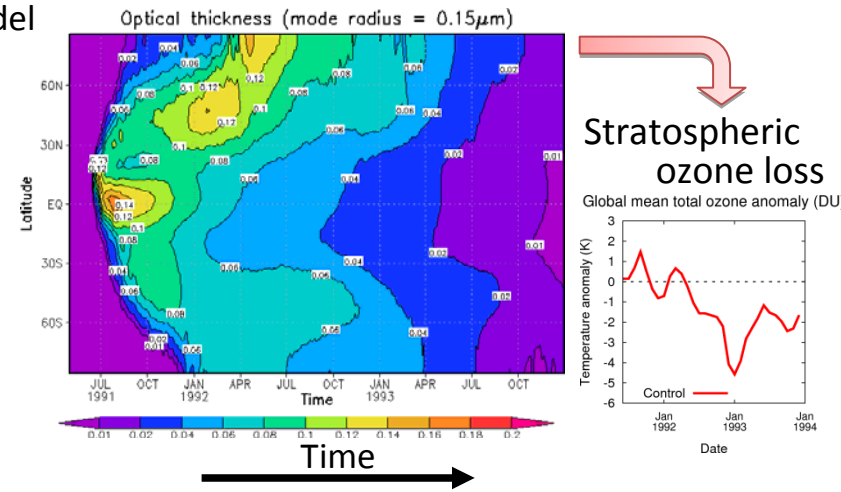 del
Optical thickness (mode radius = 0.15μm)
60N
30N
EQ
30S
60S
Latitude
JUL
1991
OCT
JAN
1992
APR
JUL
OCT
JAN
1993
APR
JUL
OCT
Time
0.01 0.02 0.04 0.06 0.08 0.1 0.12 0.14 0.16 0.18 0.2
Time
Stratospheric
ozone loss
Global mean total ozone anomaly (DU)
Temperature anomaly (K)
3
2
1
0
-1
-2
-3
-4
-5
-6
Control
Jan
1992
Jan
1993
Jan
1994
Date